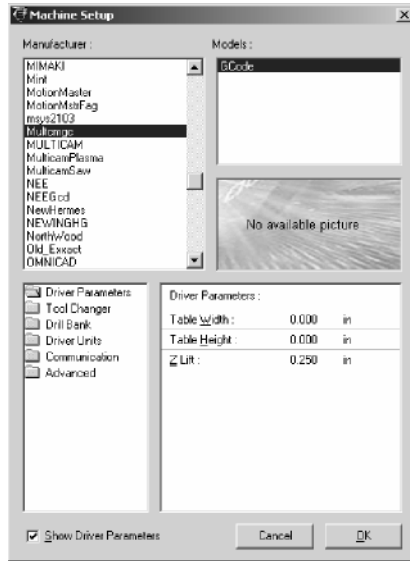 Machine Setup
Manufacturer :
Models :
MIMAKI
Mint
MotionMaster
MotionMstrFag
msys2103
Multcmgc
MULTICAM
MulticamPlasma
MulticamSaw
NEE
NEEGcd
NewHermes
NEWINGHG
NorthWood
Old_Exxact
OMNICAD
GCode
No available picture
Driver Parameters
Tool Changer
Drill Bank
Driver Units
Communication
Advanced
Driver Parameters :
Table Width : 0.000 in
Table Height : 0.000 in
Z Lift : 0.250 in
Show Driver Parameters
Cancel
OK